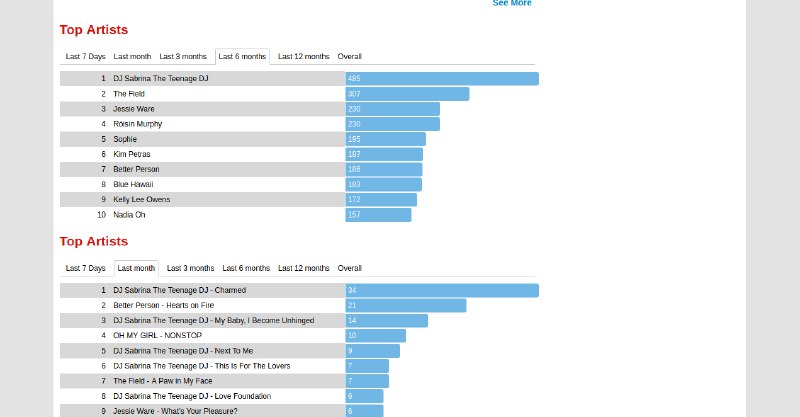 See More
Top Artists
Last 7 Days Last month Last 3 months Last 6 months Last 12 months Overall
1 DJ Sabrina The Teenage DJ 485
2 The Field 307
3 Jessie Ware 230
4 Róisín Murphy 230
5 Sophie 195
6 Kim Petras 187
7 Better Person 186
8 Blue Hawaii 183
9 Kelly Lee Owens 172
10 Nadia Oh 157
Top Artists
Last 7 Days Last month Last 3 months Last 6 months Last 12 months Overall
1 DJ Sabrina The Teenage DJ - Charmed 34
2 Better Person - Hearts on Fire 21
3 DJ Sabrina The Teenage DJ - My Baby, I Become Unhinged 14
4 OH MY GIRL - NONSTOP 10
5 DJ Sabrina The Teenage DJ - Next To Me 9
6 DJ Sabrina The Teenage DJ - This Is For The Lovers 7
7 The Field - A Paw in My Face 7
8 DJ Sabrina The Teenage DJ - Love Foundation 6
9 Jessie Ware - What's Your Pleasure? 6